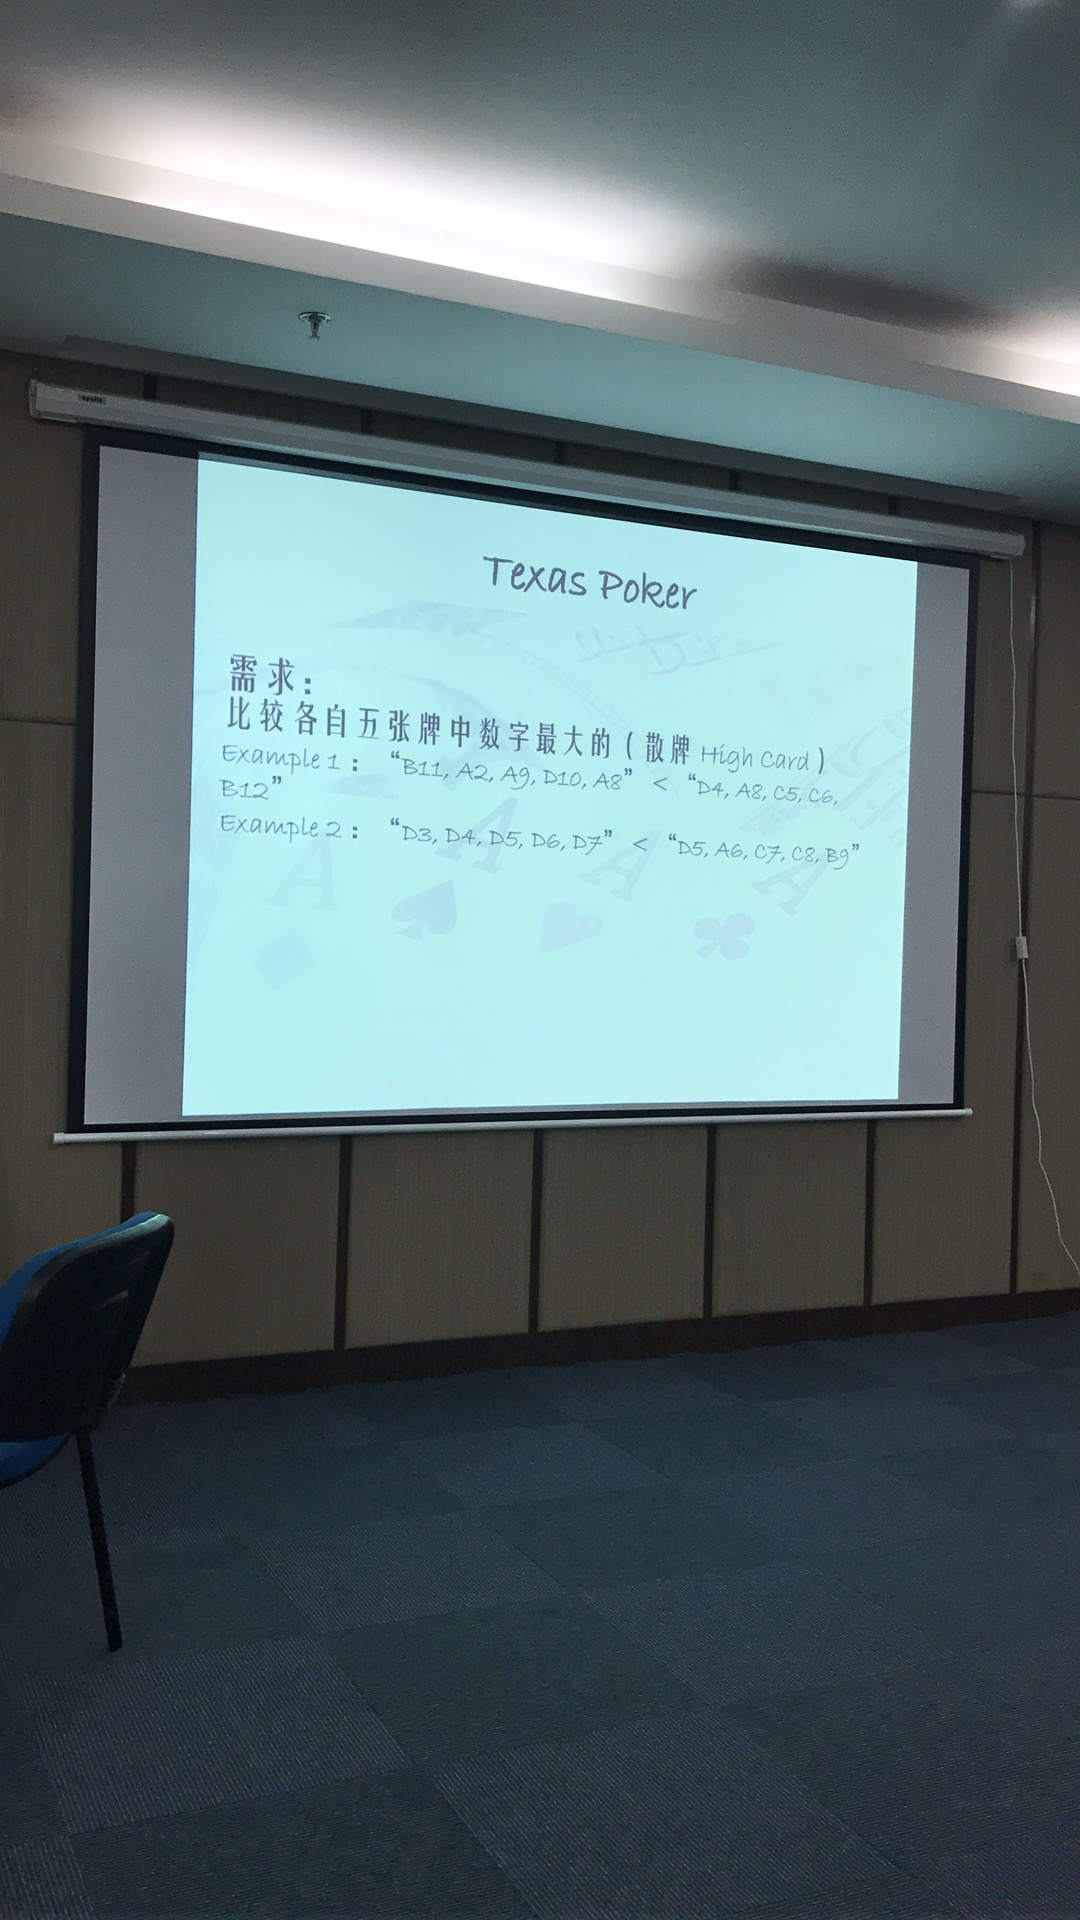 apollo
Texas Poker
需求：
比较各自五张牌中数字最大的（散牌 High Card）
Example 1： “B11, A2, A9, D10, A8” < “D4, A8, C5, C6,
B12”
Example 2： “D3, D4, D5, D6, D7” < “D5, A6, C7, C8, B9”
A A A A